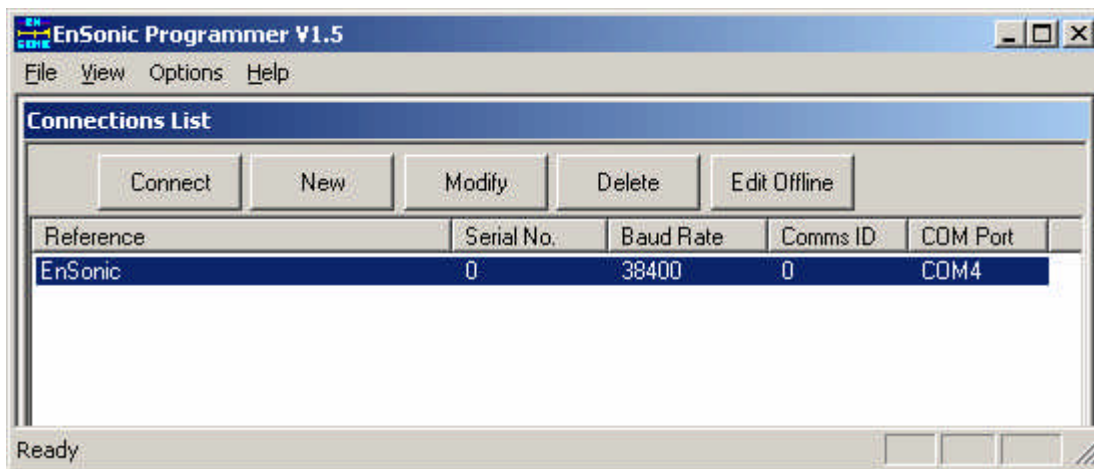 EnSonic Programmer V1.5
File View Options Help
Connections List
Connect New Modify Delete Edit Offline
Reference Serial No. Baud Rate Comms ID COM Port
EnSonic 0 38400 0 COM4
Ready